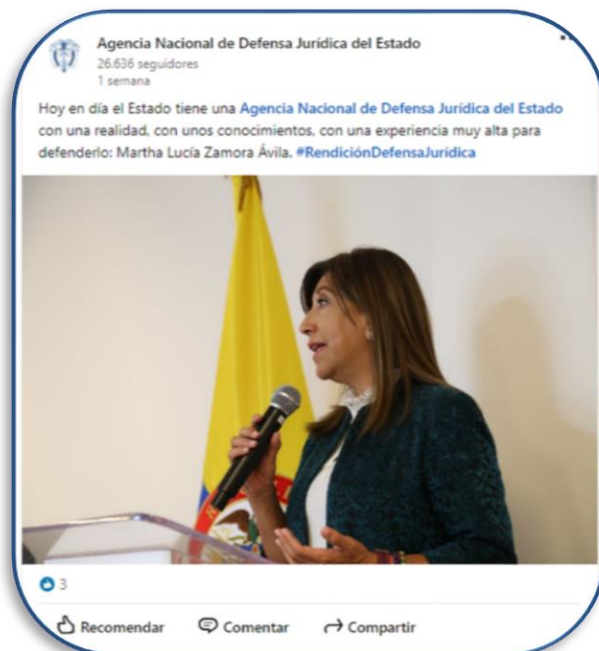 Agencia Nacional de Defensa Jurídica del Estado
26.636 seguidores
1 semana
Hoy en día el Estado tiene una Agencia Nacional de Defensa Jurídica del Estado
con una realidad, con unos conocimientos, con una experiencia muy alta para
defenderlo: Martha Lucía Zamora Ávila. #RendiciónDefensaJurídica
3
Recomendar Comentar Compartir